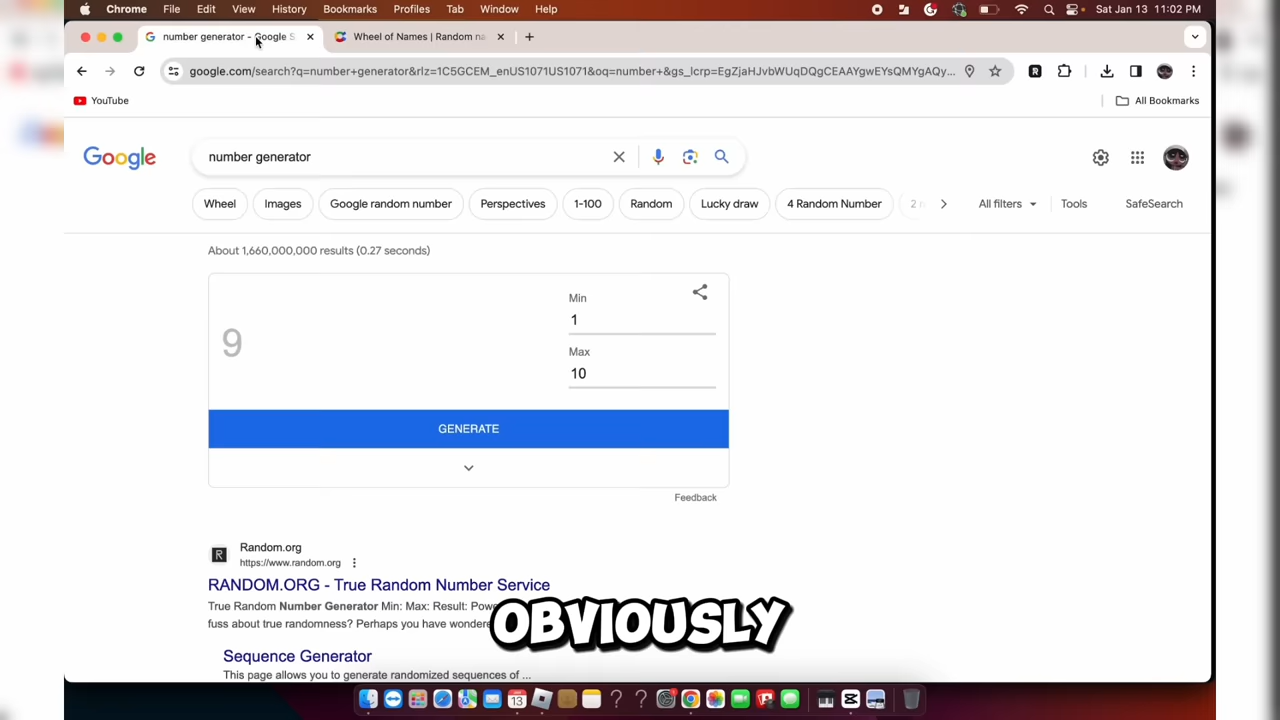 Chrome File Edit View History Bookmarks Profiles Tab Window Help Sat Jan 13 11:02 PM
number generator - Google S Wheel of Names | Random na
google.com/search?q=number+generator&rlz=1C5GCEM_enUS1071US1071&oq=number+&gs_lcrp=EgZjaHJvbWUqDQgCEAAYgwEYsQMYgAQy...
YouTube All Bookmarks
Google number generator
Wheel Images Google random number Perspectives 1-100 Random Lucky draw 4 Random Number 2 All filters Tools SafeSearch
About 1,660,000,000 results (0.27 seconds)
Min
1
9
Max
10
GENERATE
Feedback
Random.org
https://www.random.org
RANDOM.ORG - True Random Number Service
True Random Number Generator Min: Max: Result:
fuss about true randomness? Perhaps you have
OBVIOUSLY
Sequence Generator
This page allows you to generate randomized sequences of ...
13